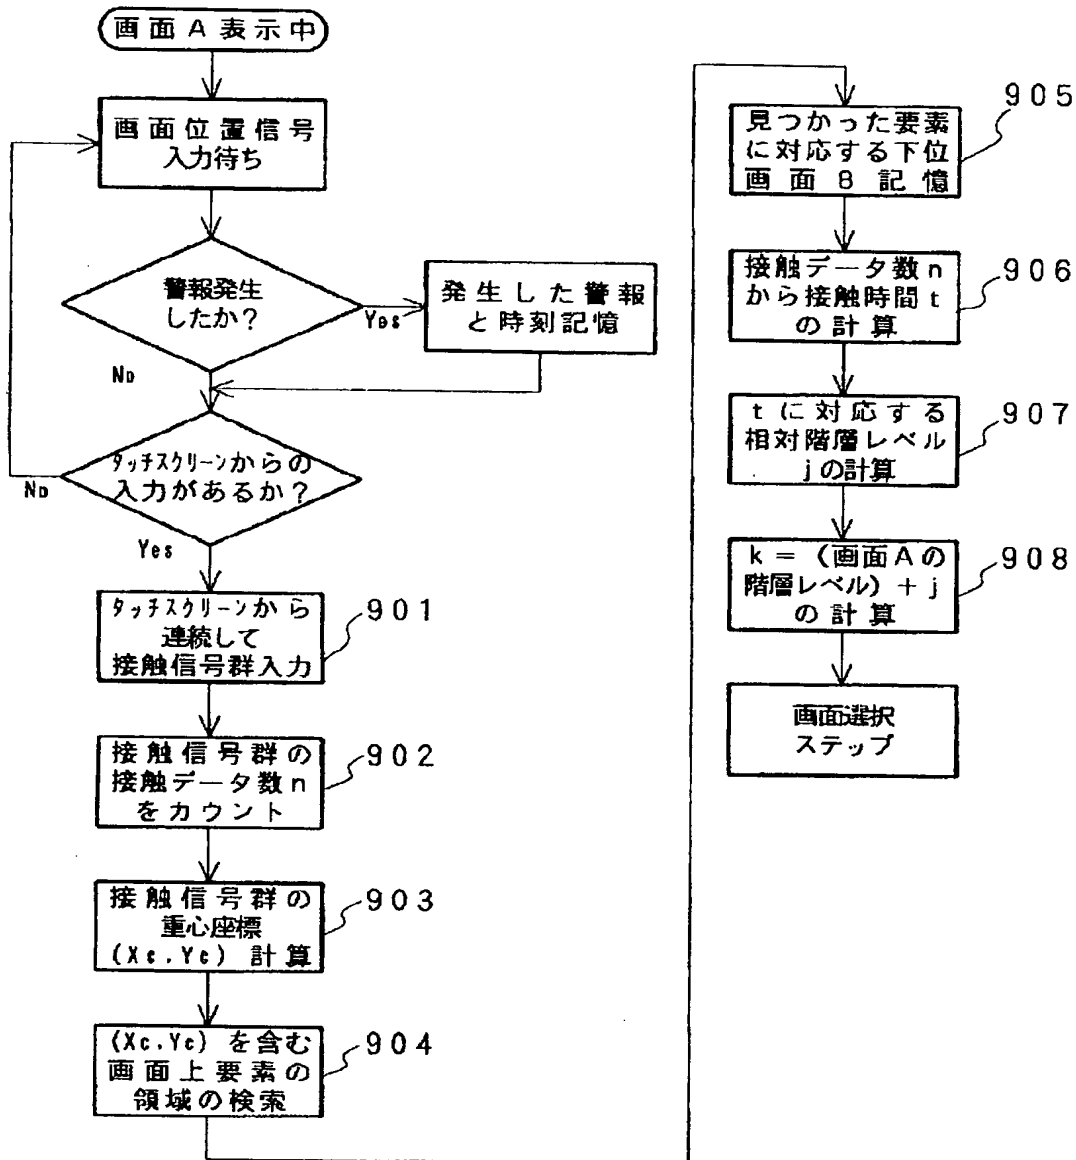 画面A表示中
画面位置信号
入力待ち
警報発生
したか?
Yes
発生した警報
と時刻記憶
No
タッチスクリーンからの
入力があるか?
No
Yes
タッチスクリーンから
連続して
接触信号群入力
901
接触信号群の
接触データ数n
をカウント
902
接触信号群の
重心座標
(Xc.Yc)計算
903
(Xc.Yc)を含む
画面上要素の
領域の検索
904
見つかった要素
に対応する下位
画面B記憶
905
接触データ数n
から接触時間t
の計算
906
tに対応する
相対階層レベル
jの計算
907
k=(画面Aの
階層レベル)+j
の計算
908
画面選択
ステップ